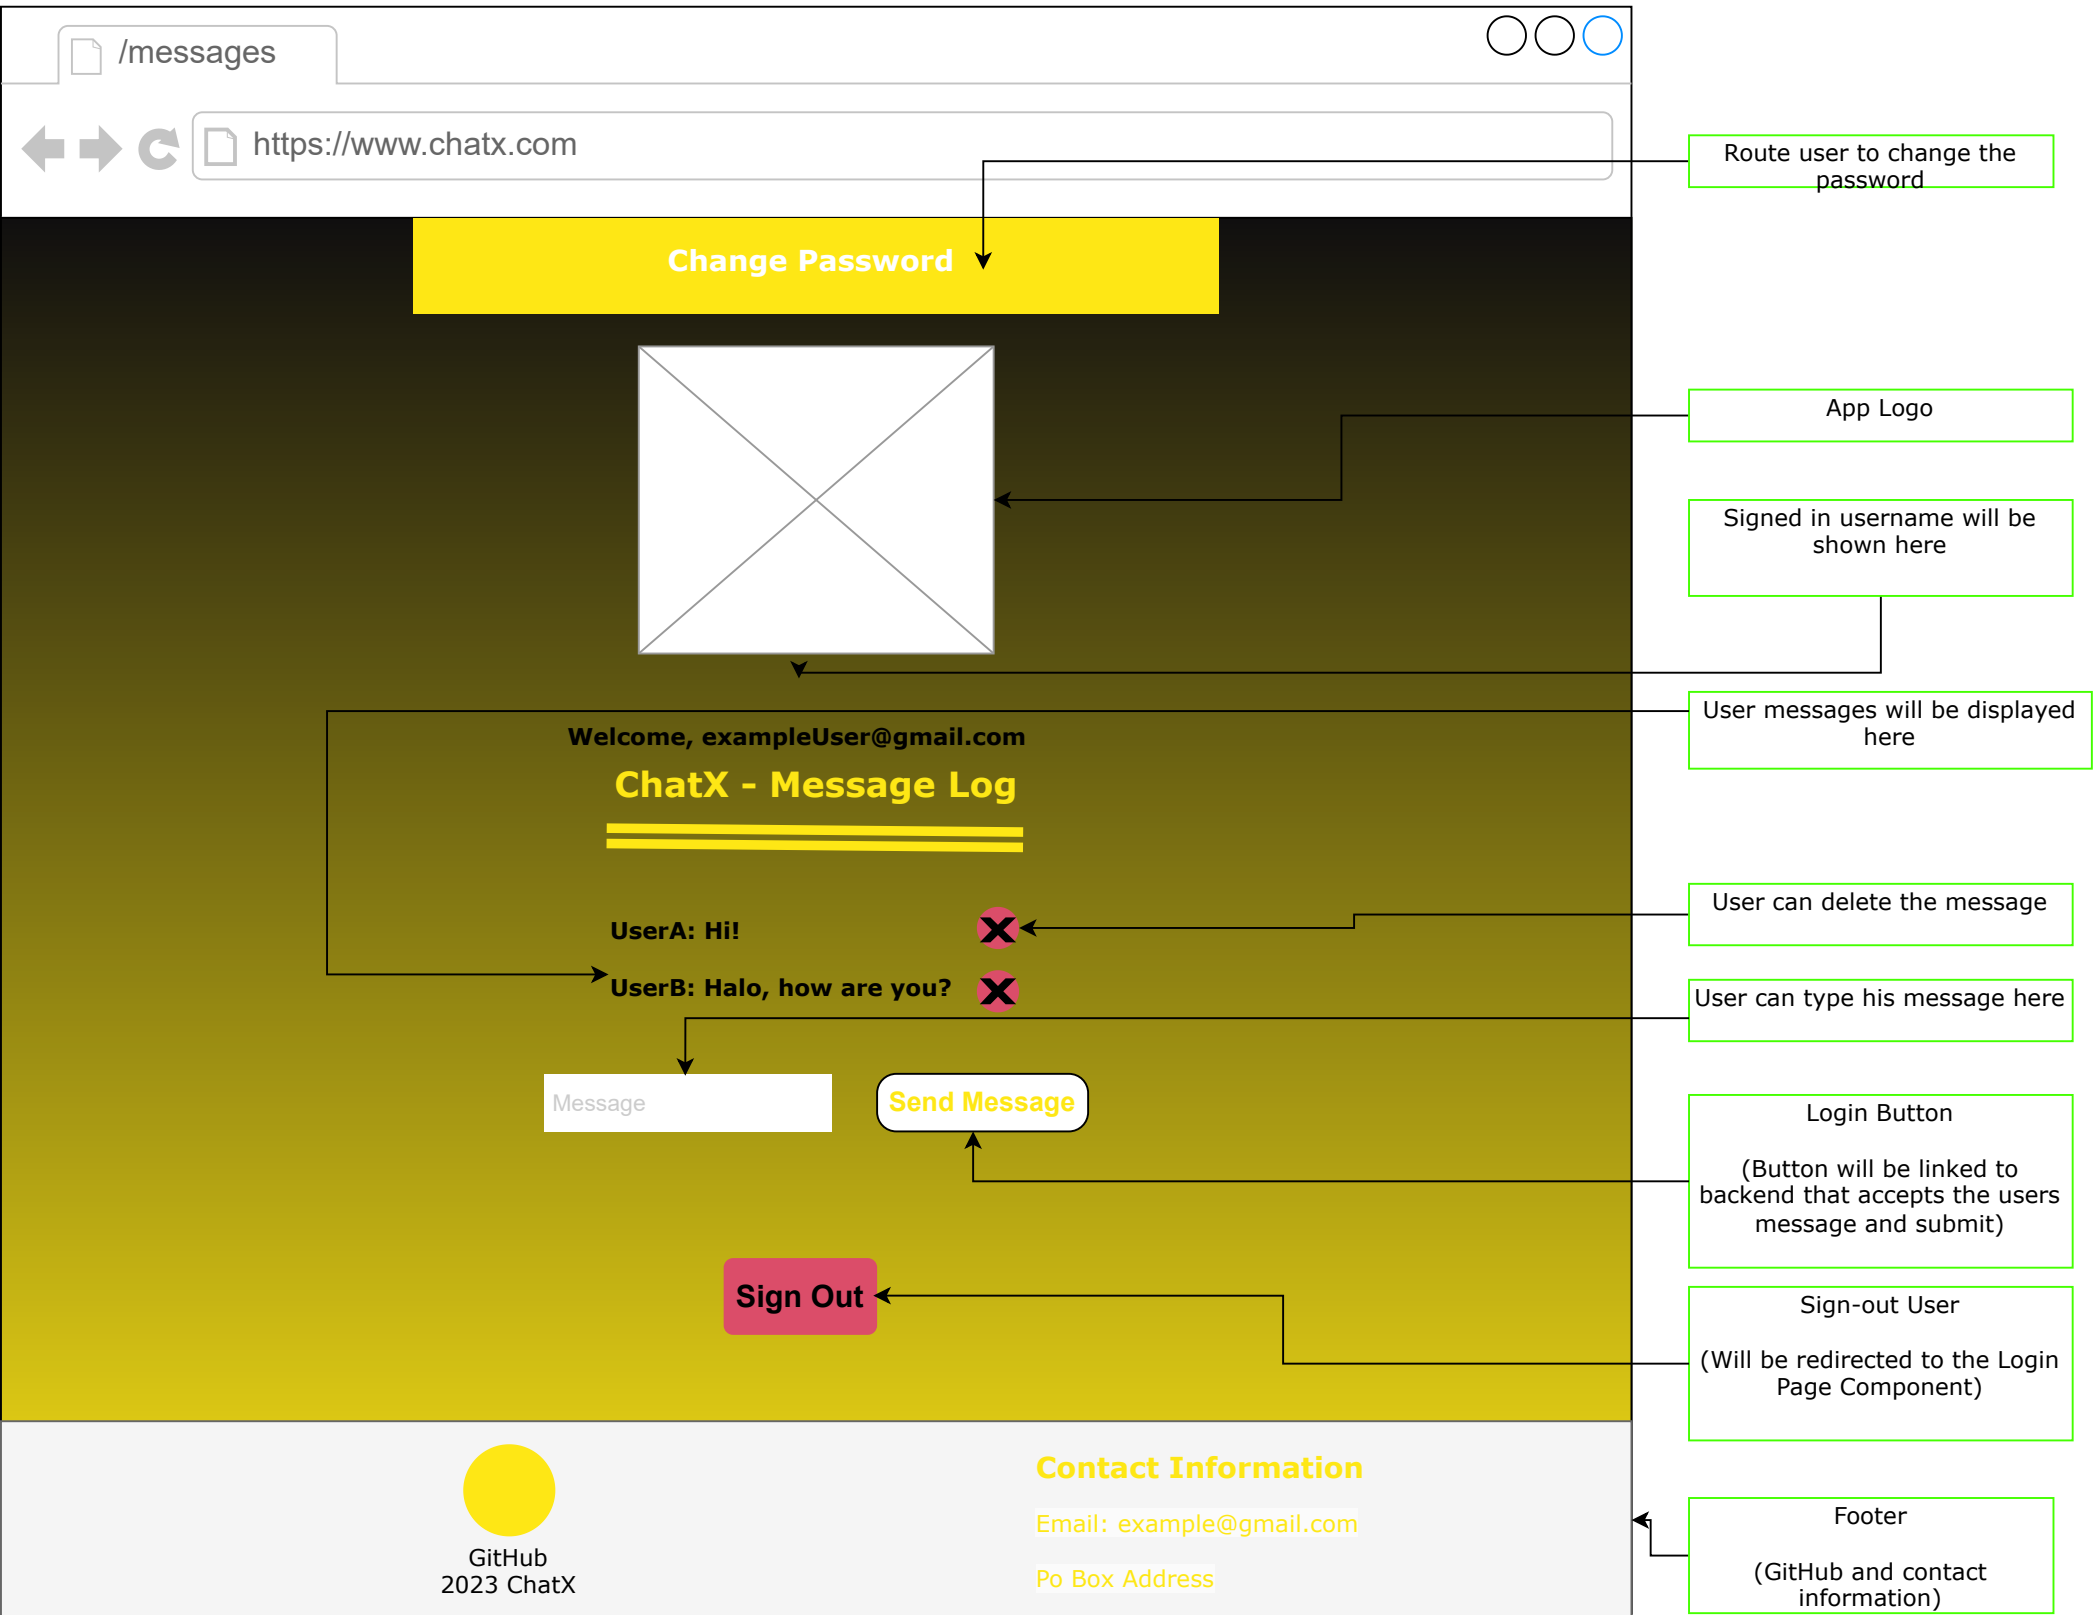 /messages
https://www.chatx.com
Route user to change the
password
Change Password
App Logo
Signed in username will be
shown here
User messages will be displayed
here
Welcome, exampleUser@gmail.com
ChatX - Message Log
User can delete the message
UserA: Hi!
UserB: Halo, how are you?
User can type his message here
Message
Send Message
Login Button
(Button will be linked to
backend that accepts the users
message and submit)
Sign Out
Sign-out User
(Will be redirected to the Login
Page Component)
Contact Information
Email: example@gmail.com
Po Box Address
GitHub
2023 ChatX
Footer
(GitHub and contact
information)